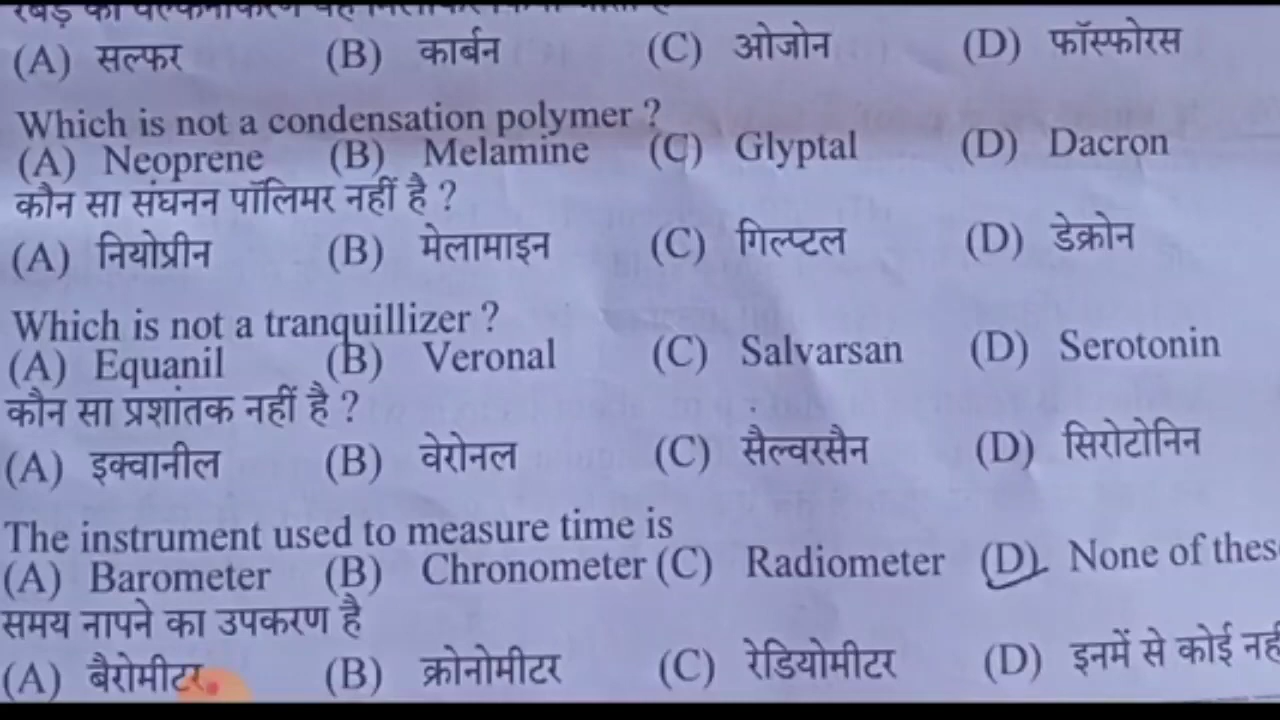 (A) सल्फर (B) कार्बन (C) ओजोन (D) फॉस्फोरस
Which is not a condensation polymer ?
(A) Neoprene (B) Melamine (C) Glyptal (D) Dacron
कौन सा संघनन पॉलिमर नहीं है ?
(A) नियोप्रीन (B) मेलामाइन (C) गिल्प्टल (D) डेक्रोन
Which is not a tranquillizer ?
(A) Equanil (B) Veronal (C) Salvarsan (D) Serotonin
कौन सा प्रशांतक नहीं है ?
(A) इक्वानील (B) वेरोनल (C) सैल्वरसैन (D) सिरोटोनिन
The instrument used to measure time is
(A) Barometer (B) Chronometer (C) Radiometer (D) None of thes
समय नापने का उपकरण है
(A) बैरोमीटर (B) क्रोनोमीटर (C) रेडियोमीटर (D) इनमें से कोई नहीं